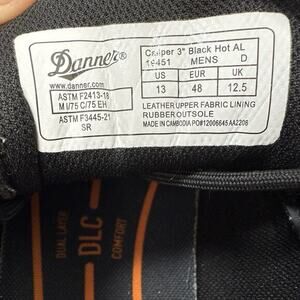 Danner
www.danner.com
ASTM F2413-18
M I/75 C/75 EH
ASTM F3445-21
SR
Caliper 3" Black Hot AL
19451 MENS D
US EUR UK
13 48 12.5
LEATHER UPPER FABRIC LINING
RUBBER OUTSOLE
MADE IN CAMBODIA PO#12006645 AA2206
DUAL LAYER
DLC
COMFORT